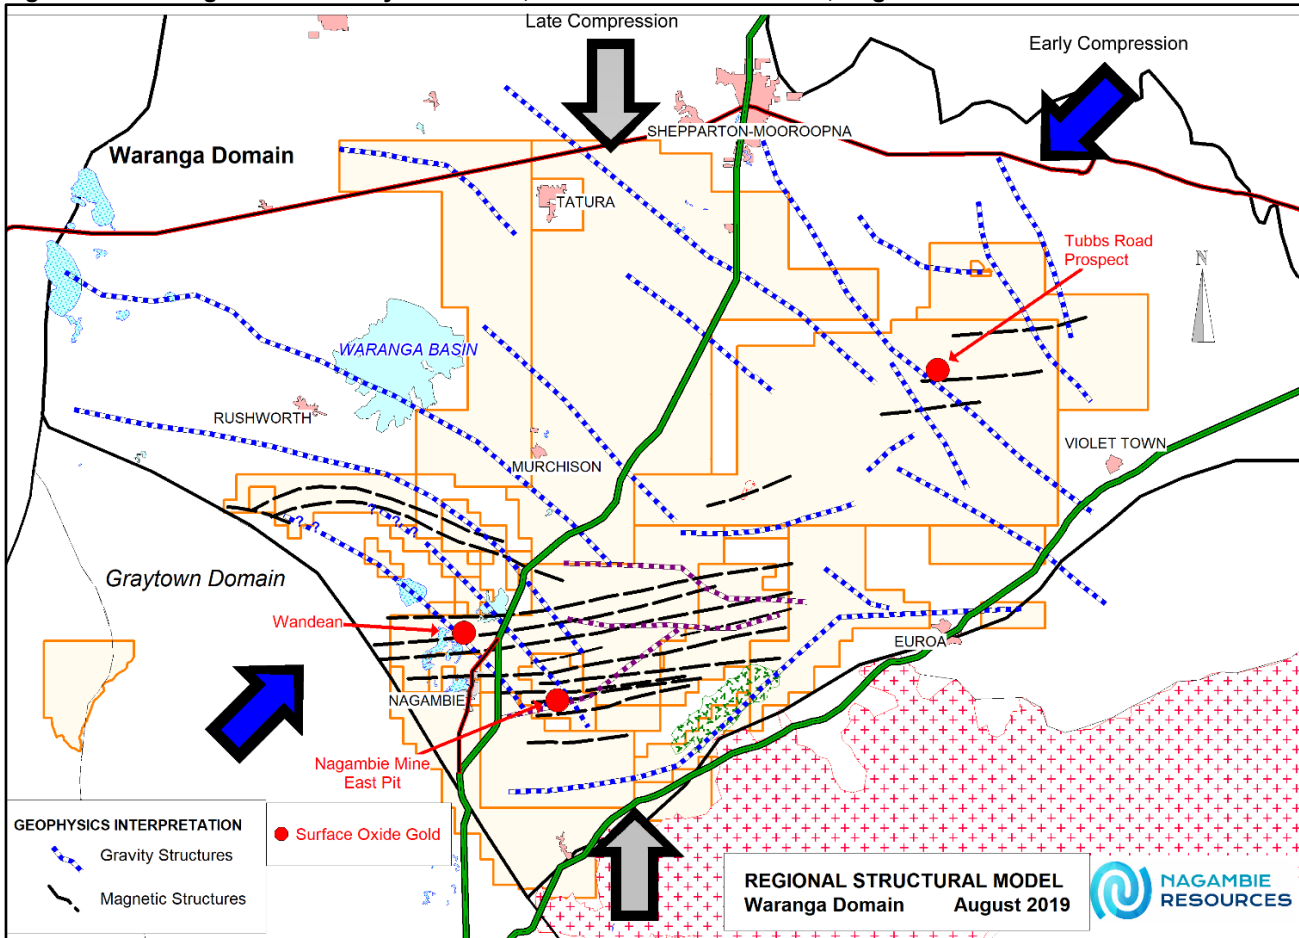 Late Compression
Early Compression
SHEPPARTON-MOOROOPNA
Waranga Domain
TATURA
Tubbs Road
Prospect
N
WARANGA BASIN
RUSHWORTH
MURCHISON
VIOLET TOWN
Graytown Domain
Wandean
EUROA
NAGAMBIE
Nagambie Mine
East Pit
GEOPHYSICS INTERPRETATION
Gravity Structures
Magnetic Structures
Surface Oxide Gold
REGIONAL STRUCTURAL MODEL
Waranga Domain August 2019
NAGAMBIE
RESOURCES